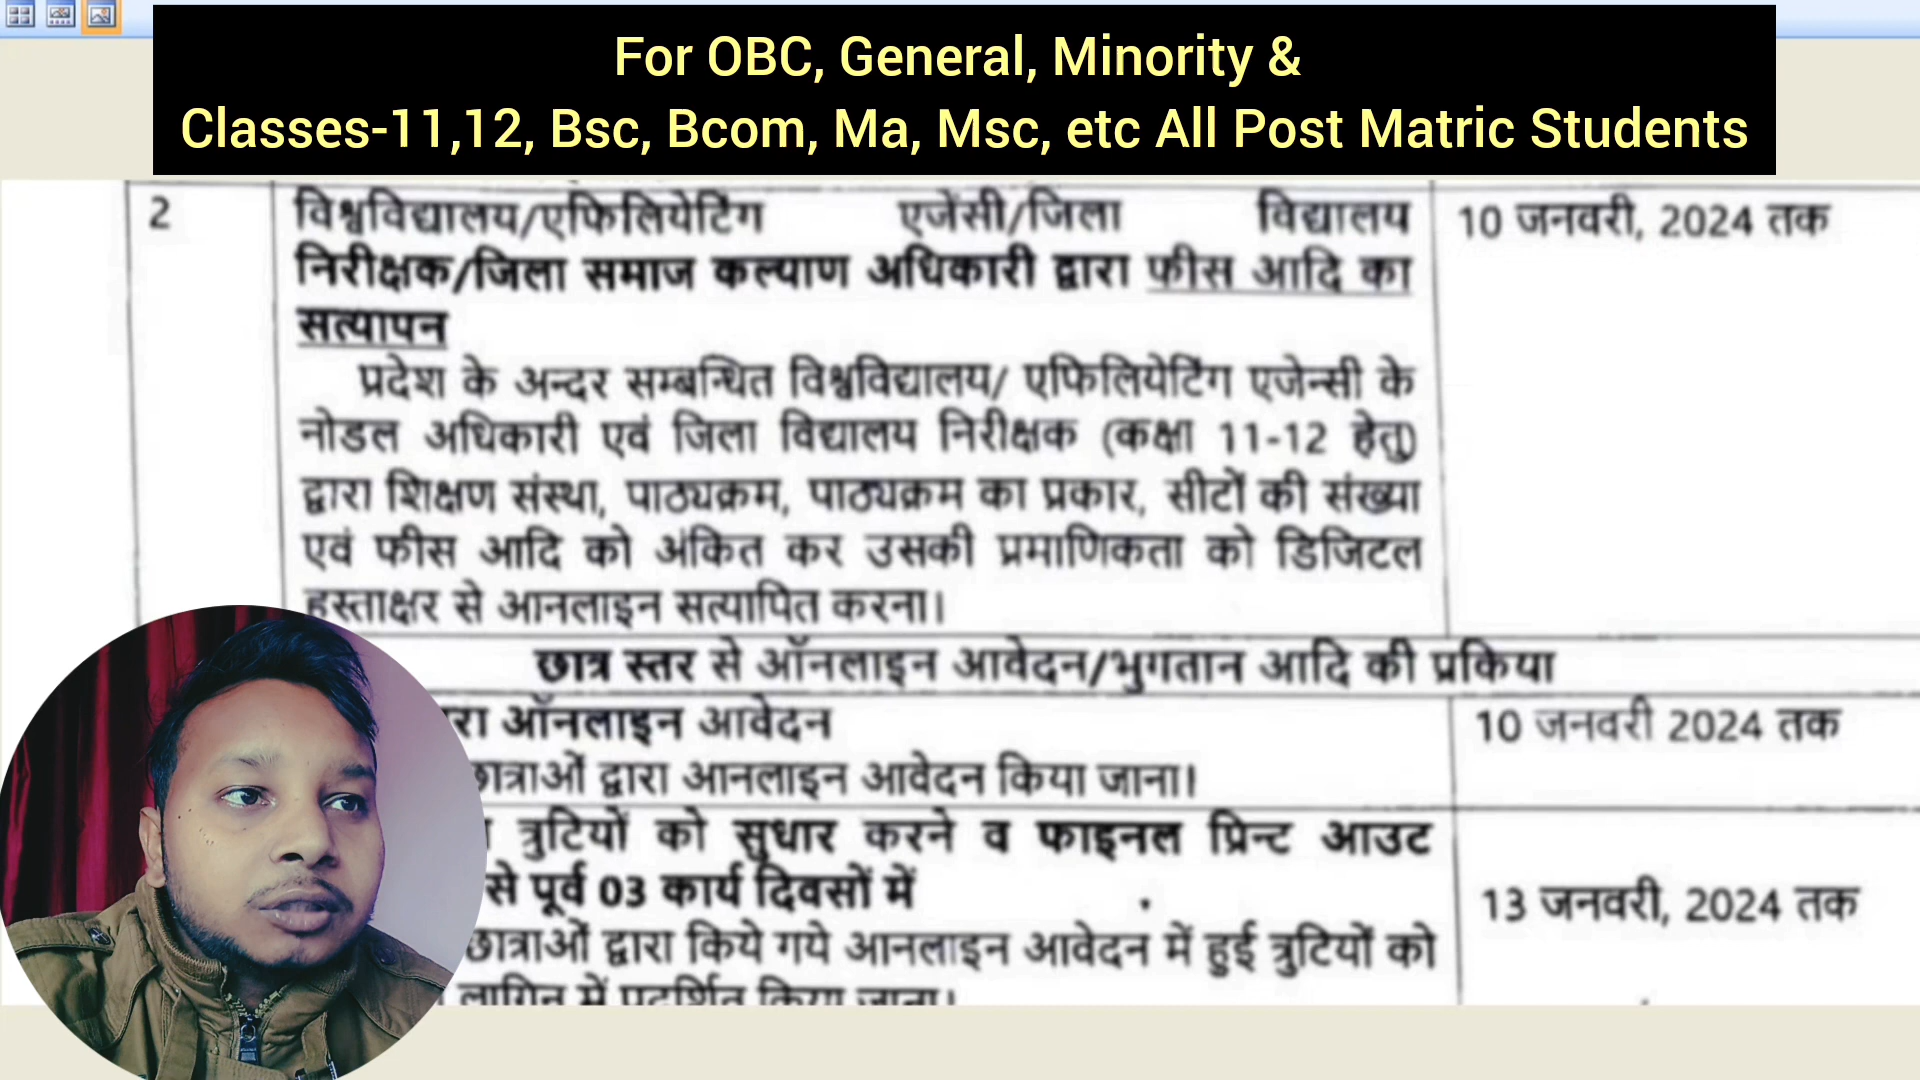 For OBC, General, Minority &
Classes-11,12, Bsc, Bcom, Ma, Msc, etc All Post Matric Students
2 विश्वविद्यालय/एफिलियेटिंग एजेंसी/जिला विद्यालय 10 जनवरी, 2024 तक
निरीक्षक/जिला समाज कल्याण अधिकारी द्वारा फीस आदि का
सत्यापन
प्रदेश के अन्दर सम्बन्धित विश्वविद्यालय/ एफिलियेटिंग एजेन्सी के
नोडल अधिकारी एवं जिला विद्यालय निरीक्षक (कक्षा 11-12 हेतु)
द्वारा शिक्षण संस्था, पाठ्यक्रम, पाठ्यक्रम का प्रकार, सीटों की संख्या
एवं फीस आदि को अंकित कर उसकी प्रमाणिकता को डिजिटल
हस्ताक्षर से आनलाइन सत्यापित करना।
छात्र स्तर से ऑनलाइन आवेदन/भुगतान आदि की प्रकिया
रा ऑनलाइन आवेदन 10 जनवरी 2024 तक
छात्राओं द्वारा आनलाइन आवेदन किया जाना।
त्रुटियों को सुधार करने व फाइनल प्रिन्ट आउट
से पूर्व 03 कार्य दिवसों में 13 जनवरी, 2024 तक
छात्राओं द्वारा किये गये आनलाइन आवेदन में हुई त्रुटियों को
लागिन में प्रदर्शित किया जाना।